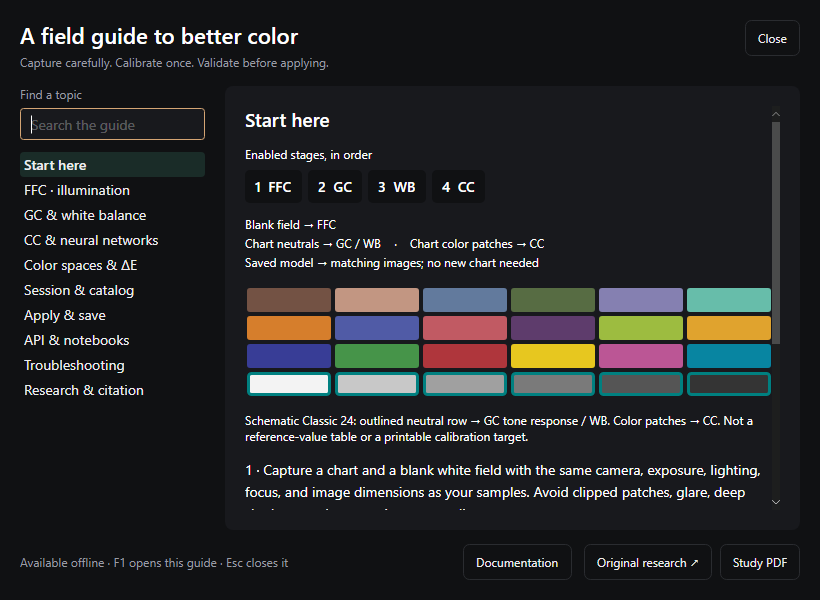 A field guide to better color
Close
Capture carefully. Calibrate once. Validate before applying.
Find a topic
Search the guide
Start here
FFC · illumination
GC & white balance
CC & neural networks
Color spaces & ΔE
Session & catalog
Apply & save
API & notebooks
Troubleshooting
Research & citation
Start here
Enabled stages, in order
1 FFC 2 GC 3 WB 4 CC
Blank field → FFC
Chart neutrals → GC / WB · Chart color patches → CC
Saved model → matching images; no new chart needed
Schematic Classic 24: outlined neutral row → GC tone response / WB. Color patches → CC. Not a
reference-value table or a printable calibration target.
1 · Capture a chart and a blank white field with the same camera, exposure, lighting,
focus, and image dimensions as your samples. Avoid clipped patches, glare, deep
Available offline · F1 opens this guide · Esc closes it
Documentation
Original research ↗
Study PDF